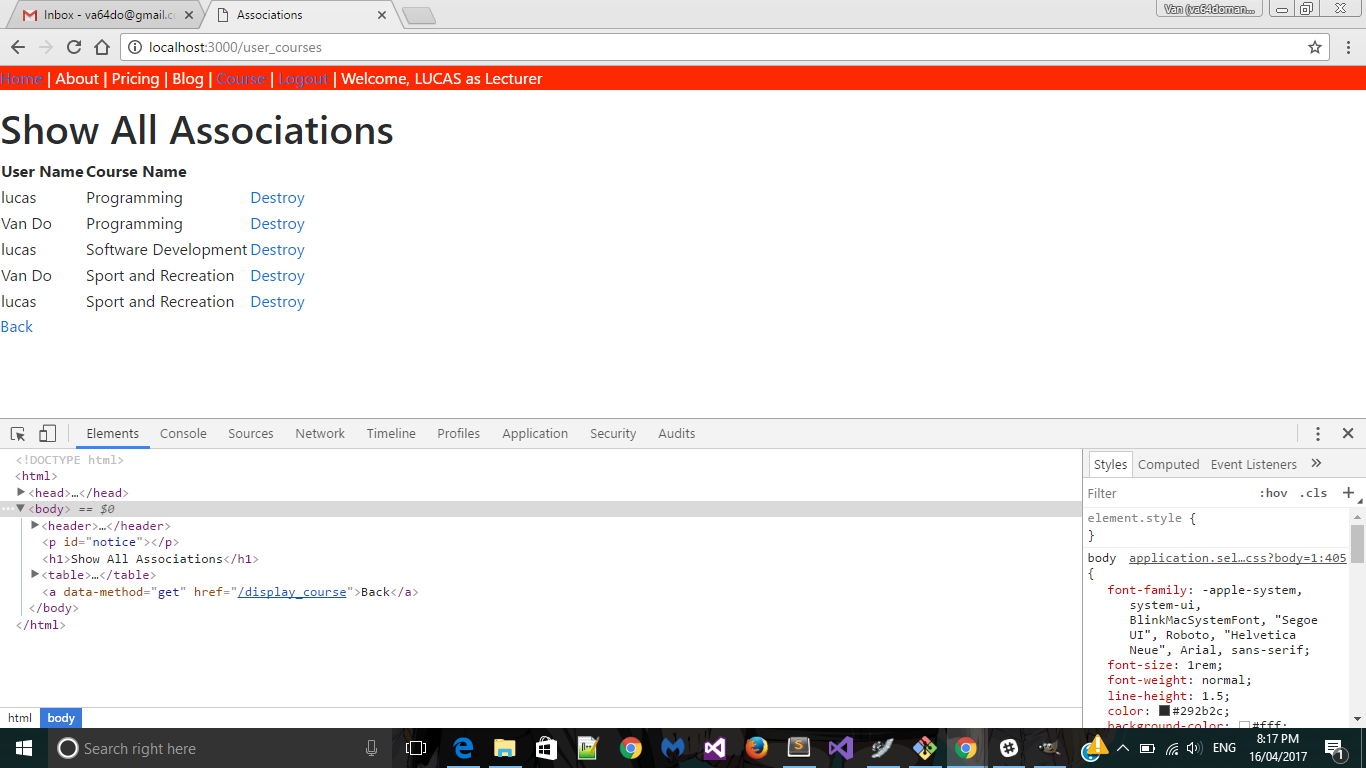 Inbox - va64do@gmail.c
Associations
Van (va64doman...
localhost:3000/user_courses
Home | About | Pricing | Blog | Course | Logout | Welcome, LUCAS as Lecturer
Show All Associations
User Name Course Name
lucas Programming Destroy
Van Do Programming Destroy
lucas Software Development Destroy
Van Do Sport and Recreation Destroy
lucas Sport and Recreation Destroy
Back
Elements Console Sources Network Timeline Profiles Application Security Audits
<!DOCTYPE html>
<html>
<head>…</head>
<body> == $0
<header>…</header>
<p id="notice"></p>
<h1>Show All Associations</h1>
<table>…</table>
<a data-method="get" href="/display_course">Back</a>
</body>
</html>
html body
Styles Computed Event Listeners »
Filter :hov .cls +
element.style {
}
body application.sel…css?body=1:405
{
font-family: -apple-system,
system-ui,
BlinkMacSystemFont, "Segoe
UI", Roboto, "Helvetica
Neue", Arial, sans-serif;
font-size: 1rem;
font-weight: normal;
line-height: 1.5;
color: #292b2c;
background-color: #fff;
Search right here
ENG
8:17 PM
16/04/2017
1